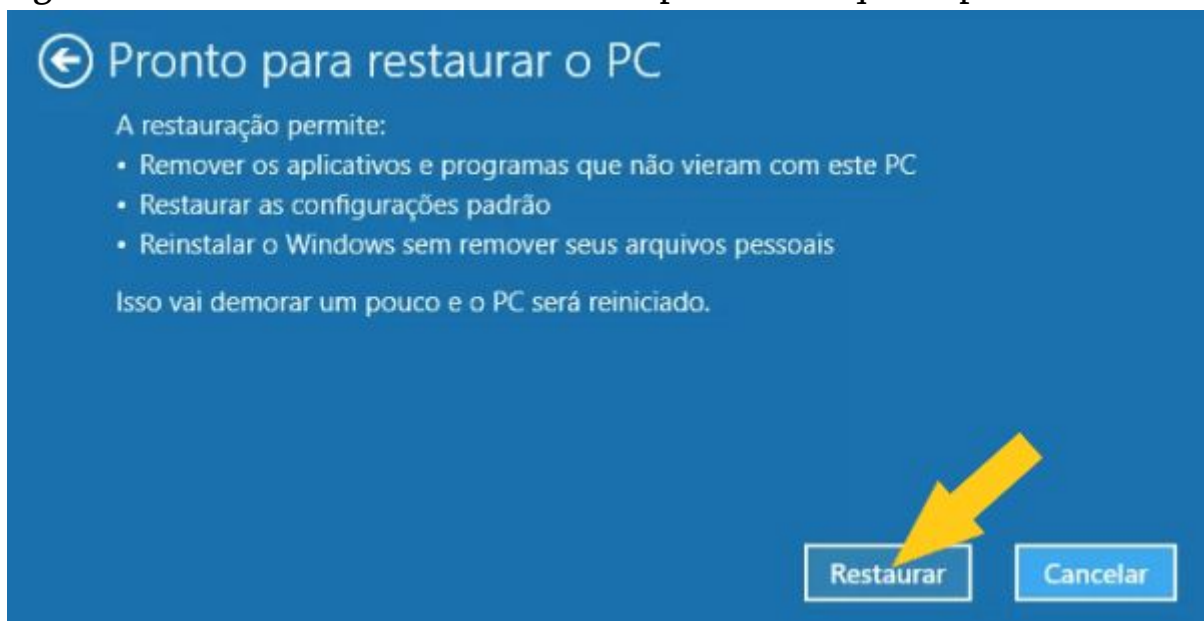 Pronto para restaurar o PC
A restauração permite:
• Remover os aplicativos e programas que não vieram com este PC
• Restaurar as configurações padrão
• Reinstalar o Windows sem remover seus arquivos pessoais
Isso vai demorar um pouco e o PC será reiniciado.
Restaurar Cancelar